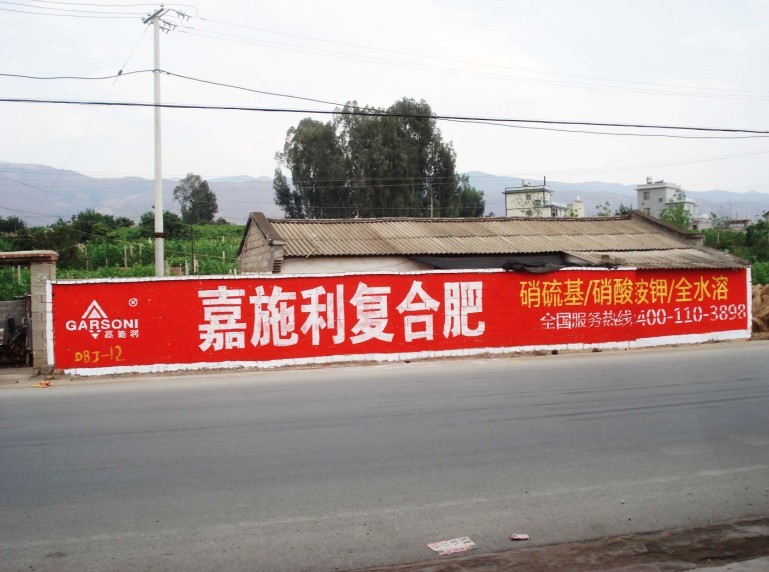 GARSONI
嘉施利
DBJ-12
嘉施利复合肥
硝硫基/硝酸铵钾/全水溶
全国服务热线:400-110-3898